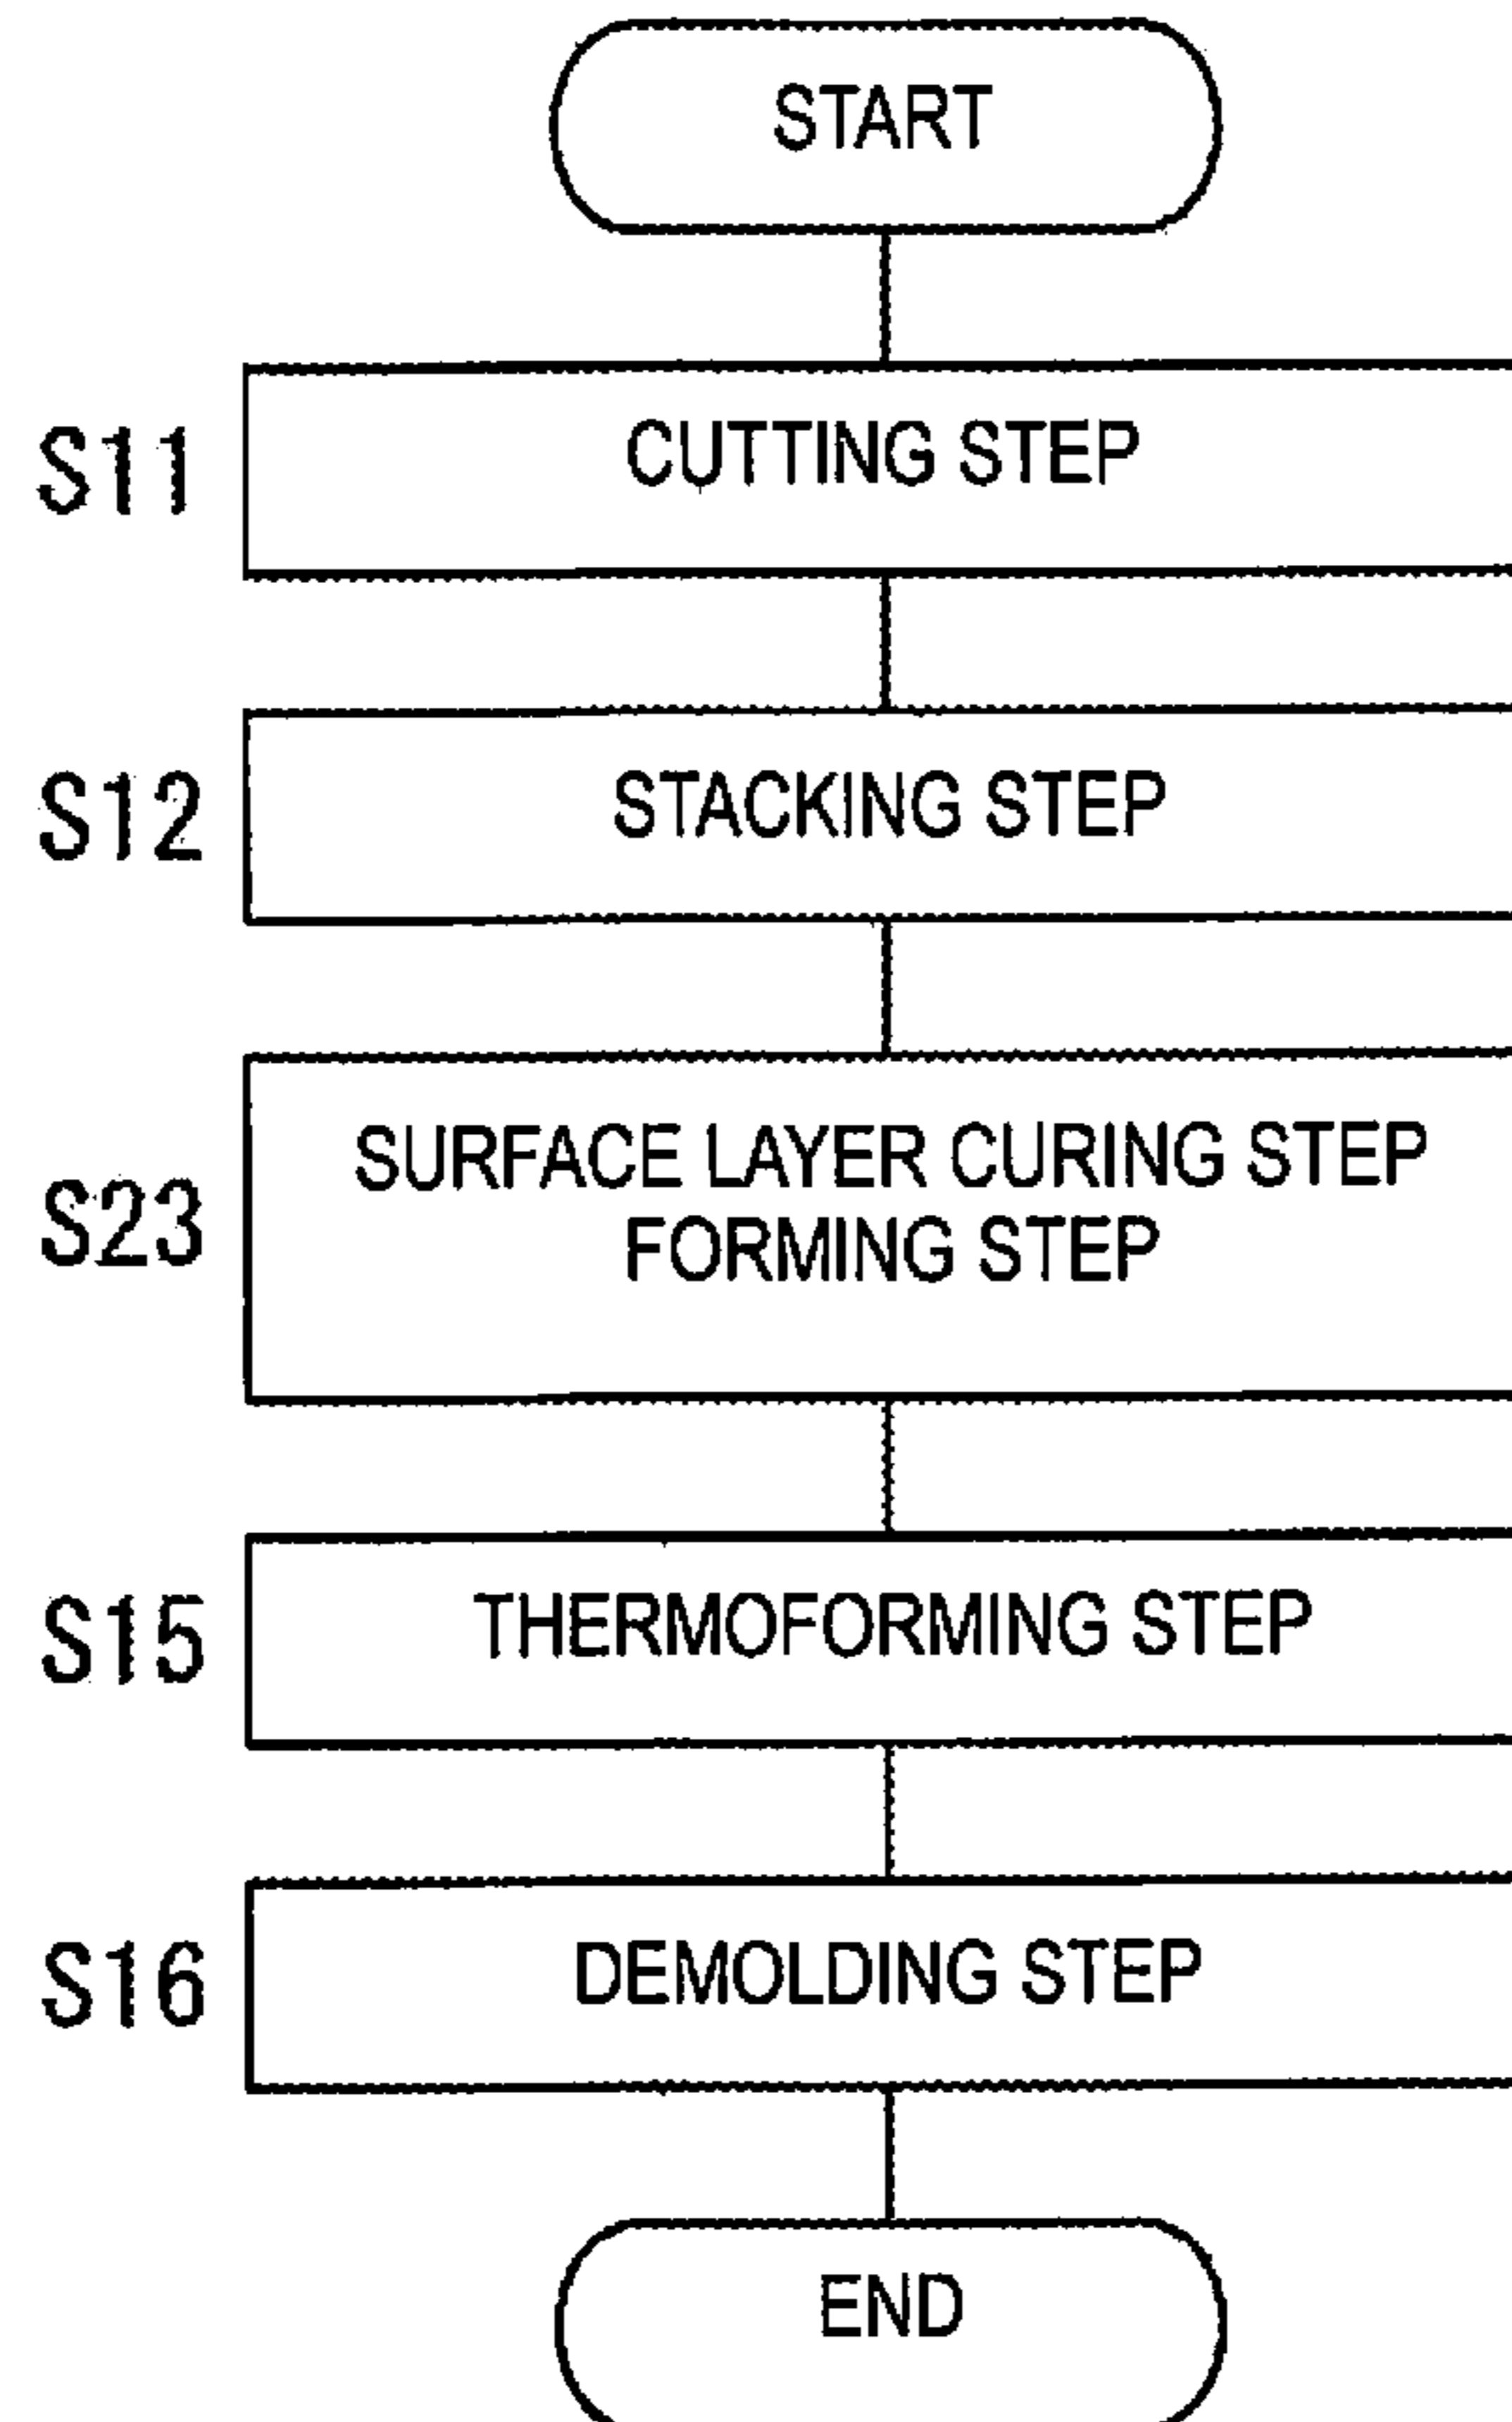 START
S11 CUTTING STEP
S12 STACKING STEP
S23 SURFACE LAYER CURING STEP
FORMING STEP
S15 THERMOFORMING STEP
S16 DEMOLDING STEP
END